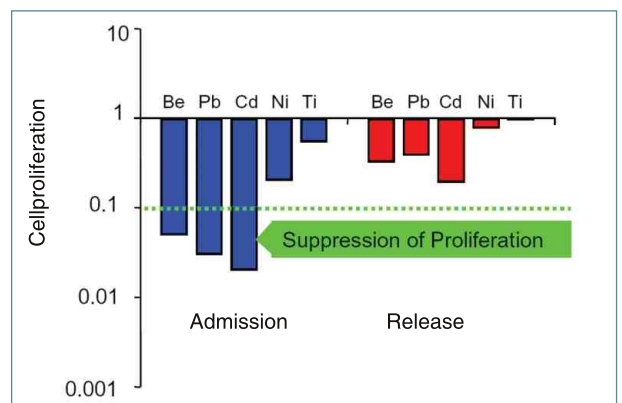 10
Be Pb Cd Ni Ti Be Pb Cd Ni Ti
1
Cellproliferation
0.1
Suppression of Proliferation
0.01
Admission Release
0.001